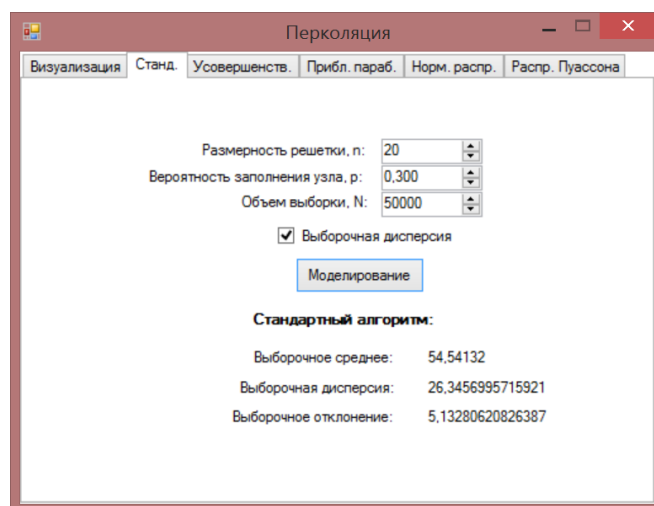 Перколяция
Визуализация Станд. Усовершенств. Прибл. параб. Норм. распр. Распр. Пуассона
Размерность решетки, n: 20
Вероятность заполнения узла, p: 0,300
Объем выборки, N: 50000
Выборочная дисперсия
Моделирование
Стандартный алгоритм:
Выборочное среднее: 54,54132
Выборочная дисперсия: 26,3456995715921
Выборочное отклонение: 5,13280620826387